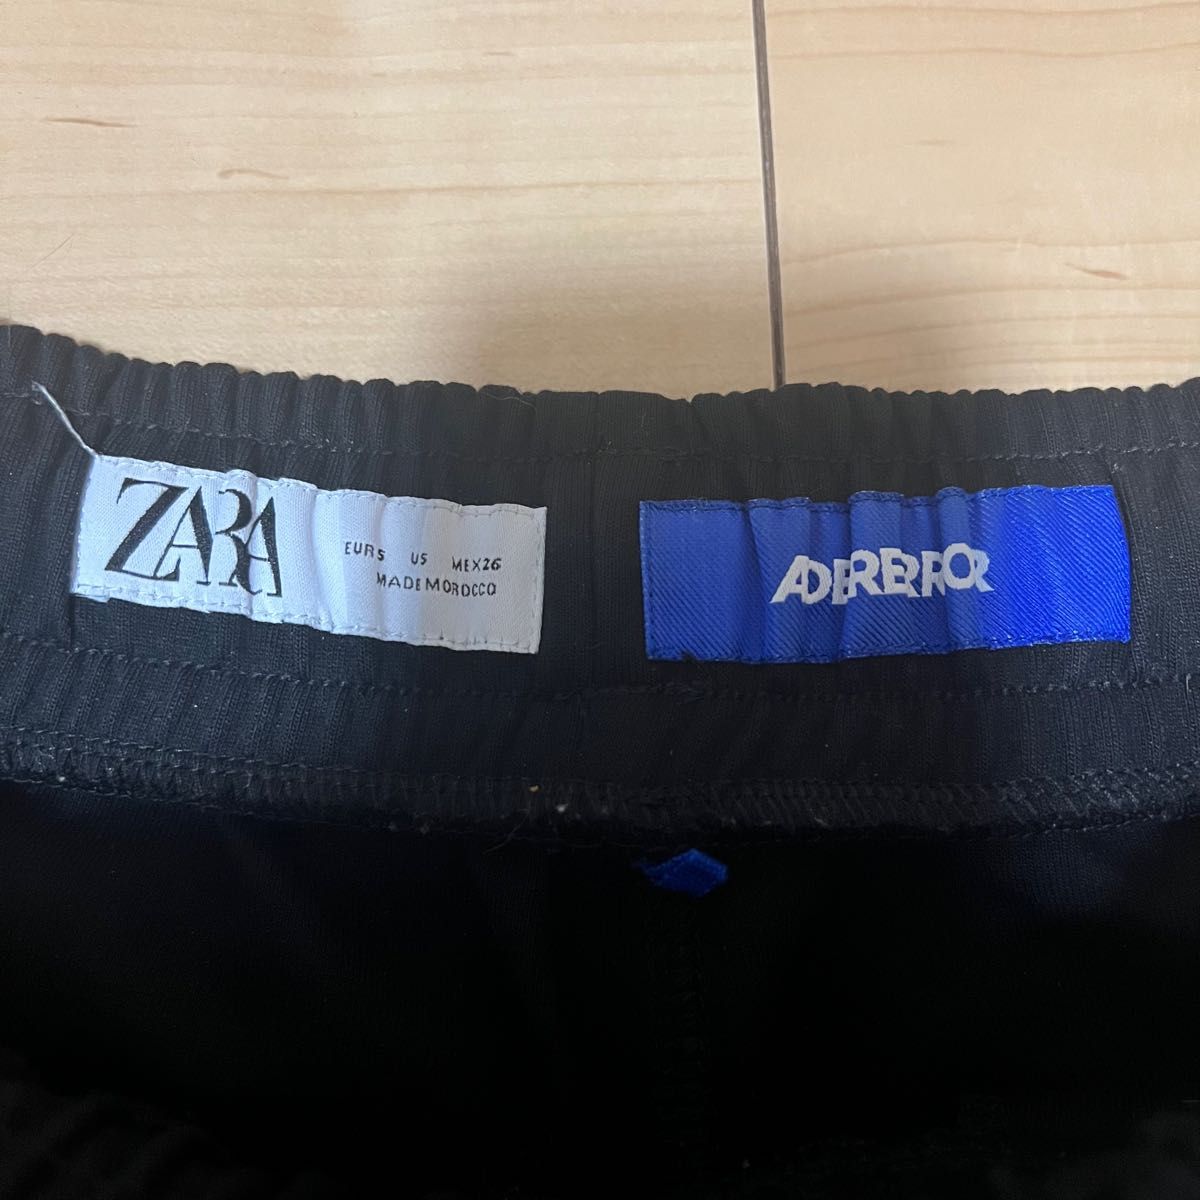 ZARA
EUR S US S MEX 26
MADE MOROCCO
ADERERROR